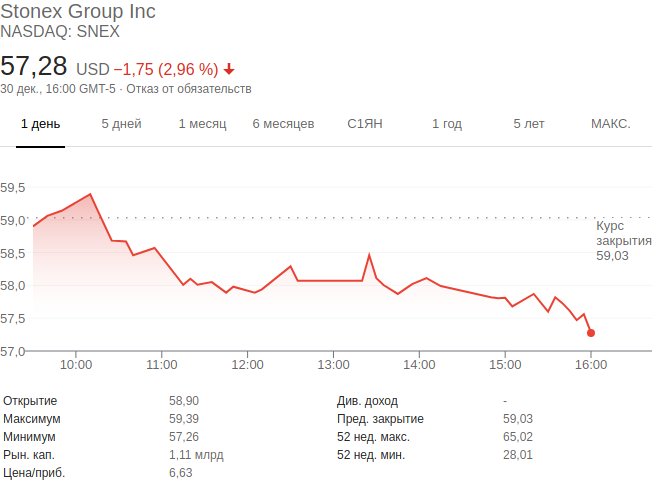 Stonex Group Inc
NASDAQ: SNEX
57,28 USD −1,75 (2,96 %)
30 дек., 16:00 GMT-5 · Отказ от обязательств
1 день 5 дней 1 месяц 6 месяцев С1ЯН 1 год 5 лет МАКС.
59,5
59,0
Курс
закрытия
59,03
58,5
58,0
57,5
57,0
10:00 11:00 12:00 13:00 14:00 15:00 16:00
Открытие 58,90 Див. доход -
Максимум 59,39 Пред. закрытие 59,03
Минимум 57,26 52 нед. макс. 65,02
Рын. кап. 1,11 млрд 52 нед. мин. 28,01
Цена/приб. 6,63